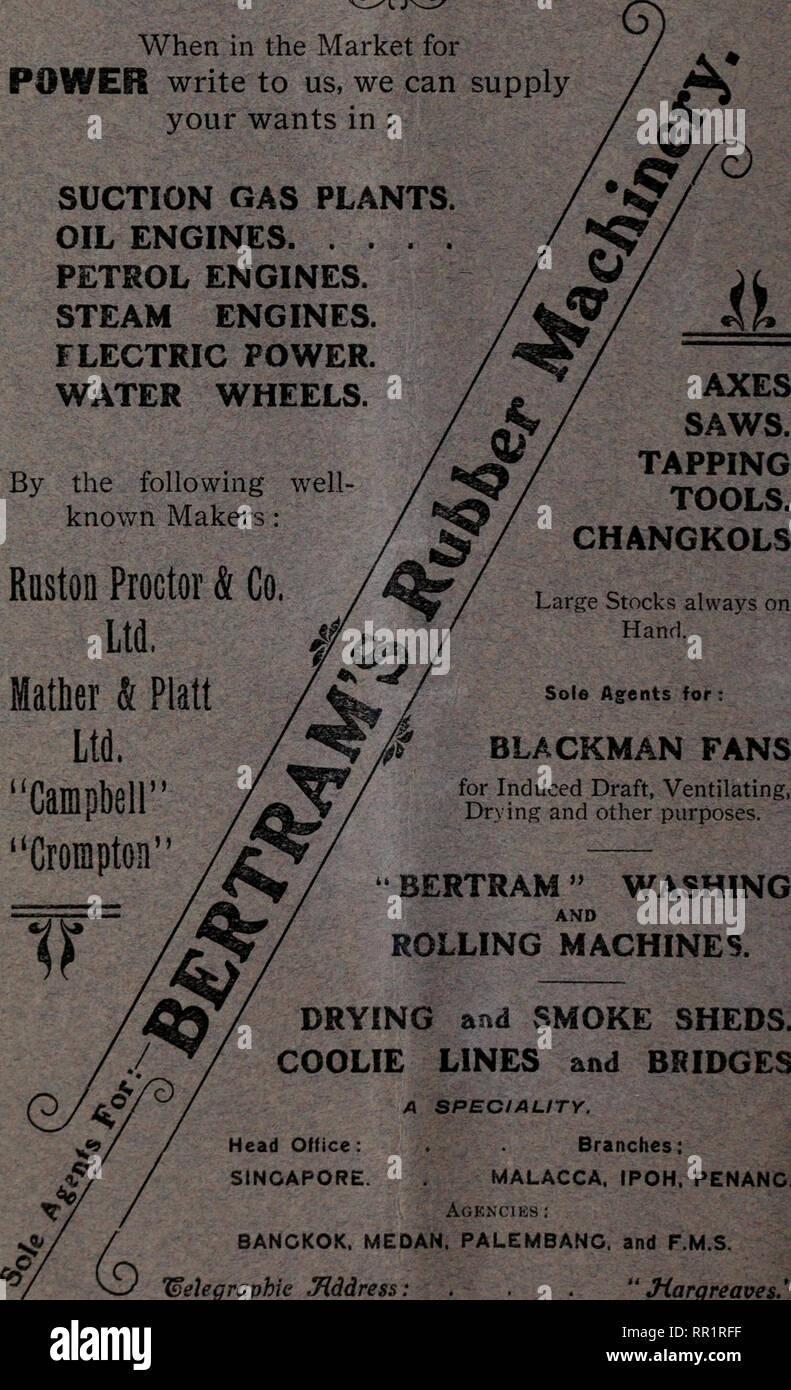 When in the Market for
POWER write to us, we can supply
your wants in :
SUCTION GAS PLANTS.
OIL ENGINES. . . . .
PETROL ENGINES.
STEAM ENGINES.
ELECTRIC POWER.
WATER WHEELS.
By the following well-
known Makers :
Ruston Proctor & Co.
Ltd.
Mather & Platt
Ltd.
"Campbell"
"Crompton"
Sole Agents For:—
BERTRAM'S Rubber Machinery.
AXES
SAWS.
TAPPING
TOOLS.
CHANGKOLS
Large Stocks always on
Hand.
Sole Agents for :
BLACKMAN FANS
for Induced Draft, Ventilating,
Drying and other purposes.
"BERTRAM" WASHING
AND
ROLLING MACHINES.
DRYING and SMOKE SHEDS.
COOLIE LINES and BRIDGES
A SPECIALITY.
Head Office : . . Branches :
SINGAPORE. . MALACCA, IPOH, PENANG
AGENCIES :
BANGKOK, MEDAN, PALEMBANG, and F.M.S.
Telegraphic Address : . . . "Hargreaves."
a alamy
Image ID: RR1RFF
www.alamy.com